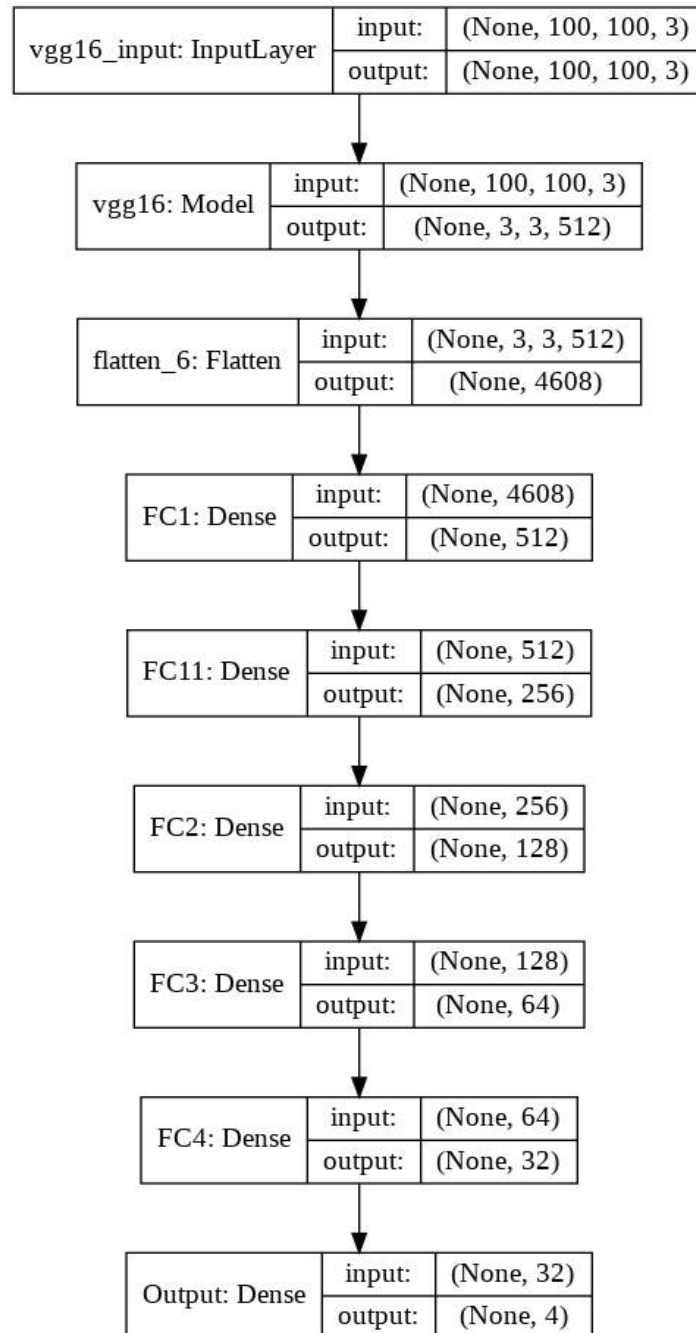 vgg16_input: InputLayer
input: (None, 100, 100, 3)
output: (None, 100, 100, 3)
vgg16: Model
input: (None, 100, 100, 3)
output: (None, 3, 3, 512)
flatten_6: Flatten
input: (None, 3, 3, 512)
output: (None, 4608)
FC1: Dense
input: (None, 4608)
output: (None, 512)
FC11: Dense
input: (None, 512)
output: (None, 256)
FC2: Dense
input: (None, 256)
output: (None, 128)
FC3: Dense
input: (None, 128)
output: (None, 64)
FC4: Dense
input: (None, 64)
output: (None, 32)
Output: Dense
input: (None, 32)
output: (None, 4)